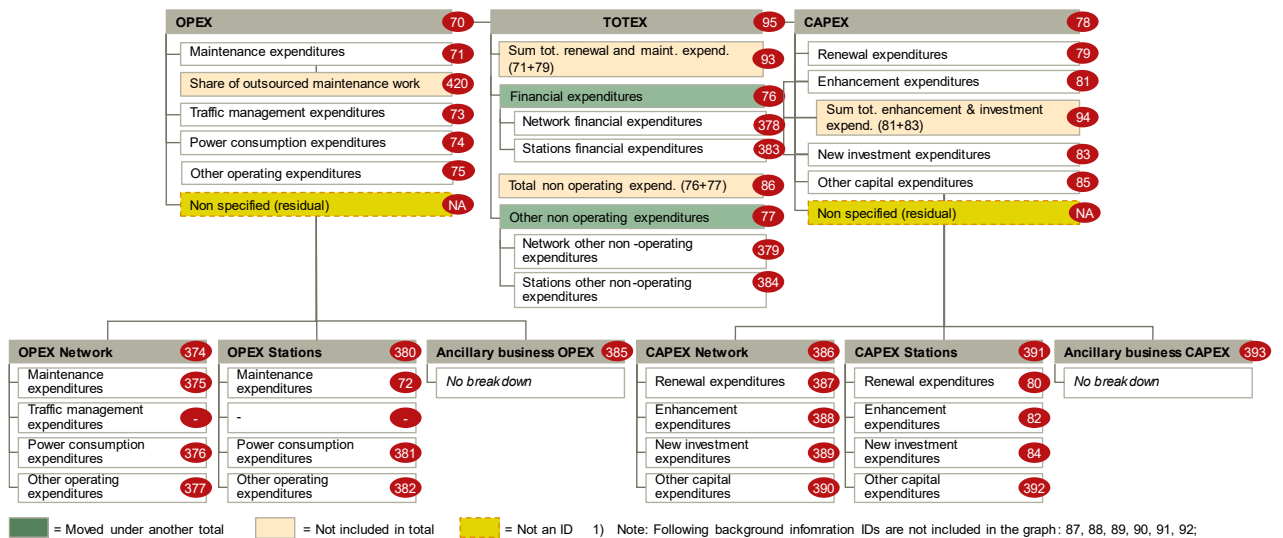 OPEX 70
Maintenance expenditures 71
Share of outsourced maintenance work 420
Traffic management expenditures 73
Power consumption expenditures 74
Other operating expenditures 75
Non specified (residual) NA
TOTEX 95
Sum tot. renewal and maint. expend.
(71+79) 93
Financial expenditures 76
Network financial expenditures 378
Stations financial expenditures 383
Total non operating expend. (76+77) 86
Other non operating expenditures 77
Network other non -operating
expenditures 379
Stations other non-operating
expenditures 384
CAPEX 78
Renewal expenditures 79
Enhancement expenditures 81
Sum tot. enhancement & investment
expend. (81+83) 94
New investment expenditures 83
Other capital expenditures 85
Non specified (residual) NA
OPEX Network 374
Maintenance
expenditures 375
Traffic management
expenditures -
Power consumption
expenditures 376
Other operating
expenditures 377
OPEX Stations 380
Maintenance
expenditures 72
- -
Power consumption
expenditures 381
Other operating
expenditures 382
Ancillary business OPEX 385
No breakdown
CAPEX Network 386
Renewal expenditures 387
Enhancement
expenditures 388
New investment
expenditures 389
Other capital
expenditures 390
CAPEX Stations 391
Renewal expenditures 80
Enhancement
expenditures 82
New investment
expenditures 84
Other capital
expenditures 392
Ancillary business CAPEX 393
No breakdown
= Moved under another total = Not included in total = Not an ID 1) Note: Following background infomration IDs are not included in the graph: 87, 88, 89, 90, 91, 92;